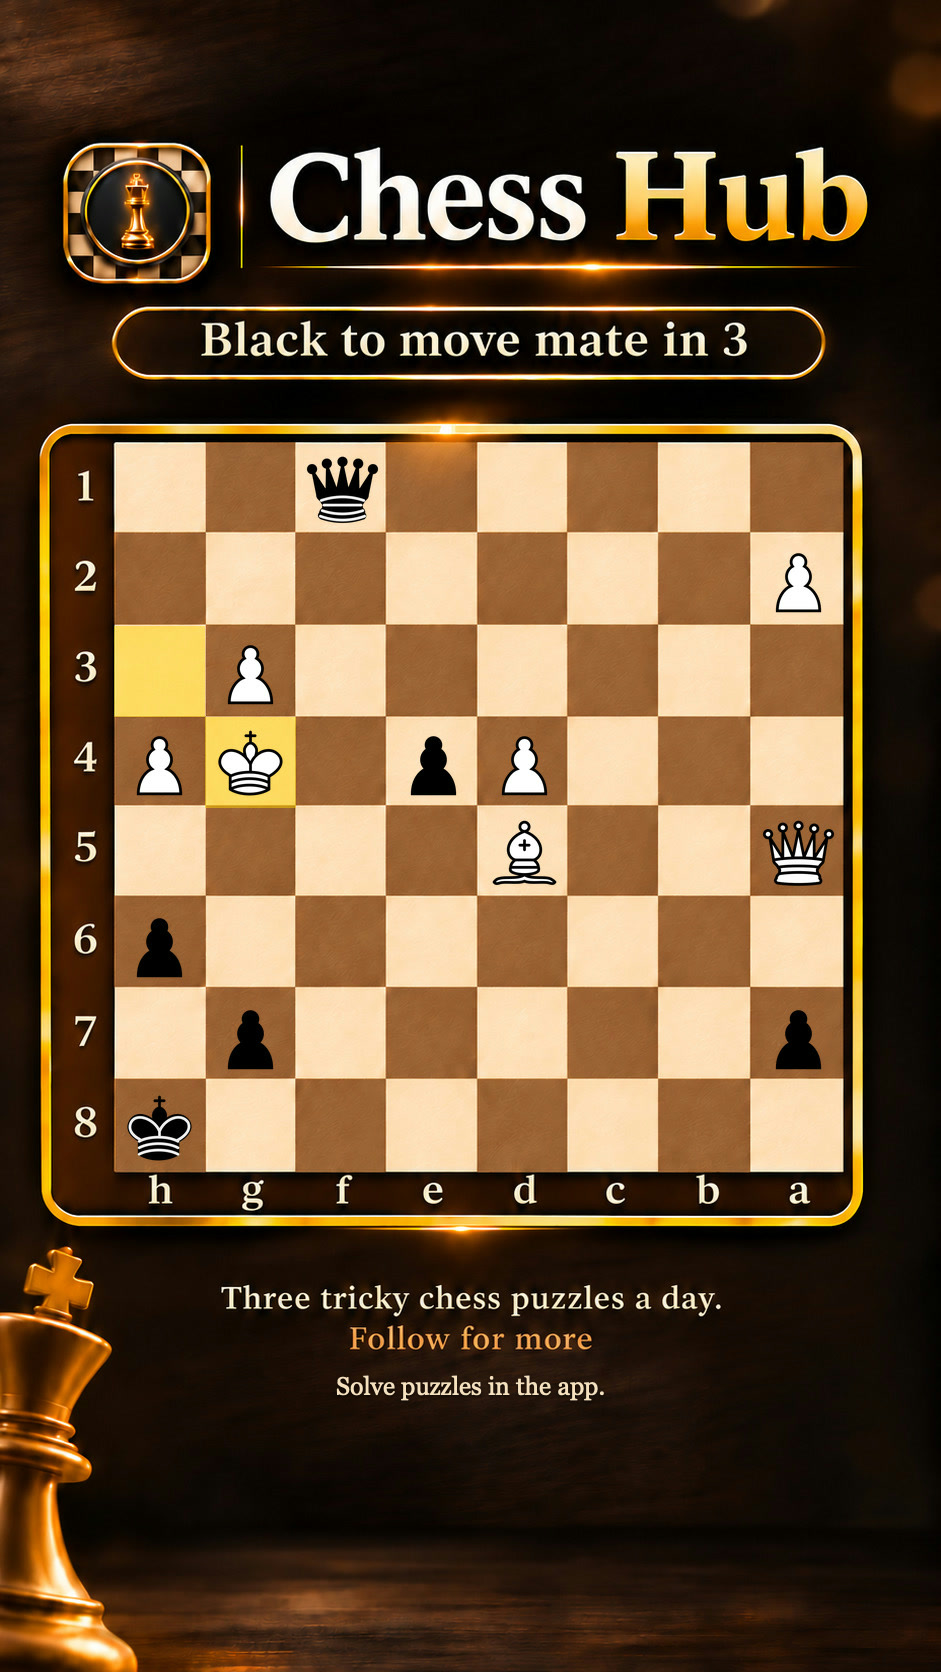 Chess Hub
Black to move mate in 3
1
2
3
4
5
6
7
8
h g f e d c b a
Three tricky chess puzzles a day.
Follow for more
Solve puzzles in the app.